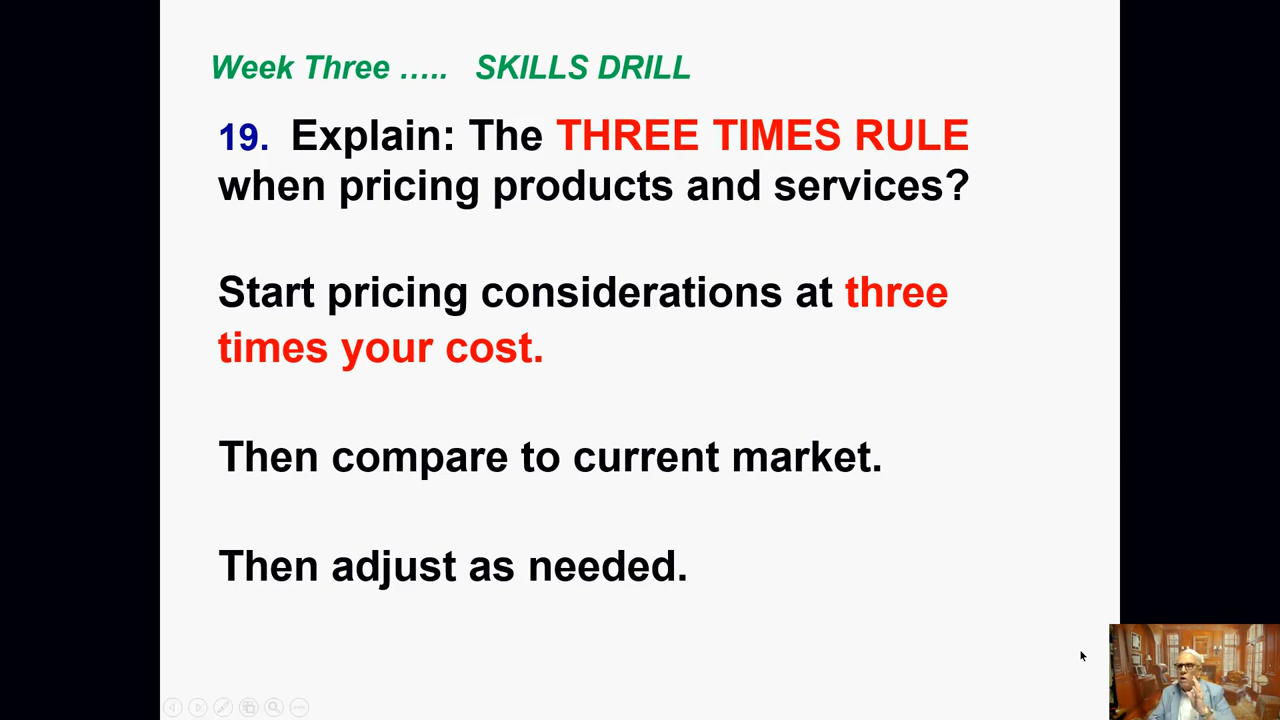 Week Three ….. SKILLS DRILL
19. Explain: The THREE TIMES RULE
when pricing products and services?
Start pricing considerations at three
times your cost.
Then compare to current market.
Then adjust as needed.